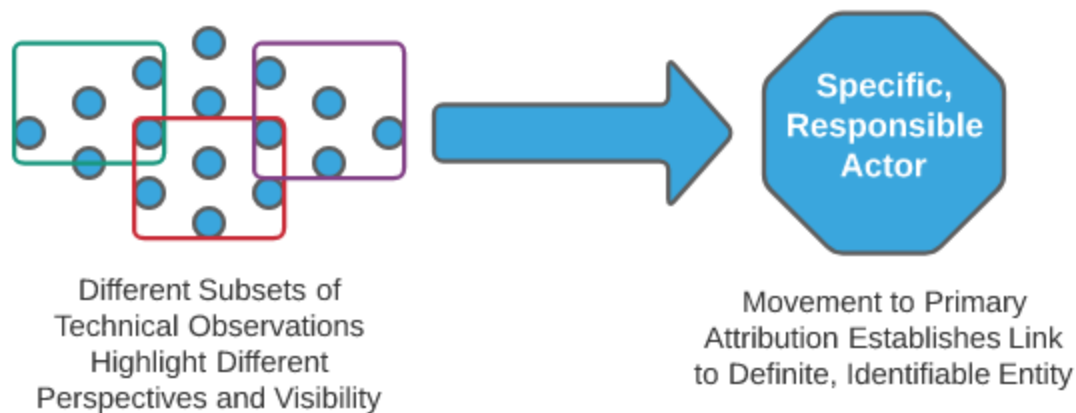 Specific,
Responsible
Actor
Different Subsets of
Technical Observations
Highlight Different
Perspectives and Visibility
Movement to Primary
Attribution Establishes Link
to Definite, Identifiable Entity